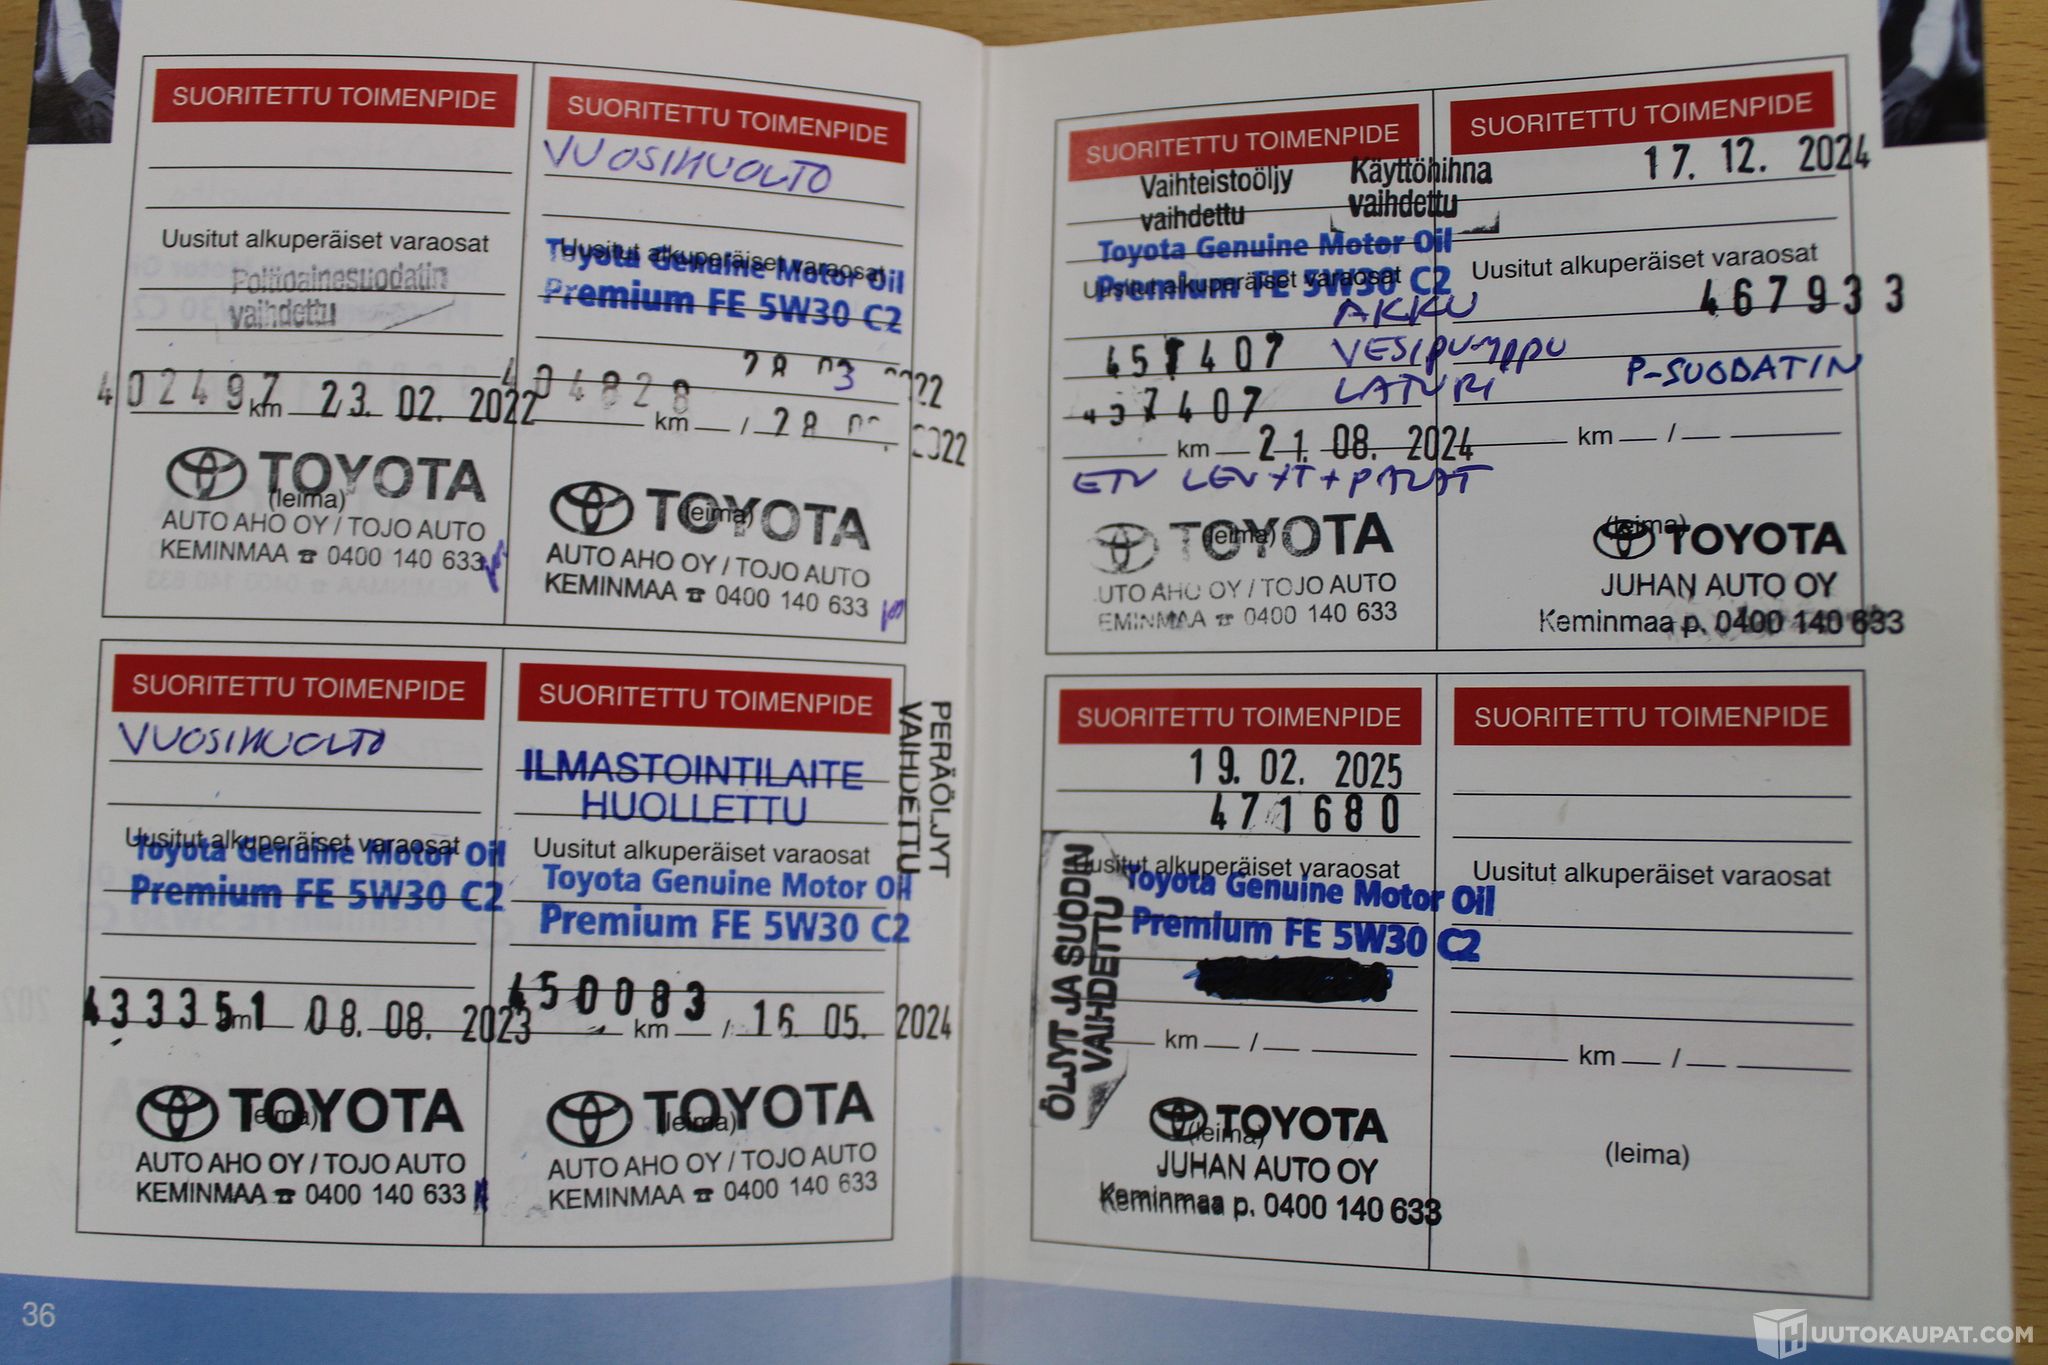 SUORITETTU TOIMENPIDE
Uusitut alkuperäiset varaosat
Polttoainesuodatin
vaihdettu
402497 km 23. 02. 2022
TOYOTA
(leima)
AUTO AHO OY / TOJO AUTO
KEMINMAA ☎ 0400 140 633
SUORITETTU TOIMENPIDE
VUOSIHUOLTO
Uusitut alkuperäiset varaosat
Toyota Genuine Motor Oil
Premium FE 5W30 C2
28 03 2022
404828
km / 28 2022
TOYOTA
(leima)
AUTO AHO OY / TOJO AUTO
KEMINMAA ☎ 0400 140 633
SUORITETTU TOIMENPIDE
VUOSIHUOLTO
Uusitut alkuperäiset varaosat
Toyota Genuine Motor Oil
Premium FE 5W30 C2
433351 km 08. 08. 2023
TOYOTA
(leima)
AUTO AHO OY / TOJO AUTO
KEMINMAA ☎ 0400 140 633
SUORITETTU TOIMENPIDE
ILMASTOINTILAITE
HUOLLETTU
PERÄÖLJYT
VAIHDETTU
Uusitut alkuperäiset varaosat
Toyota Genuine Motor Oil
Premium FE 5W30 C2
450083
km / 16 05. 2024
TOYOTA
(leima)
AUTO AHO OY / TOJO AUTO
KEMINMAA ☎ 0400 140 633
36
SUORITETTU TOIMENPIDE
Vaihteistoöljy
vaihdettu
Käyttöhihna
vaihdettu
Toyota Genuine Motor Oil
Uusitut alkuperäiset varaosat
Premium FE 5W30 C2
AKKU
457407 VESIPUMPPU
457407 LATURI
km 21. 08. 2024
ETU LEVYT + PALAT
TOYOTA
(leima)
UTO AHO OY / TOJO AUTO
EMINMAA ☎ 0400 140 633
SUORITETTU TOIMENPIDE
17. 12. 2024
Uusitut alkuperäiset varaosat
467933
P-SUODATIN
km /
(leima)
TOYOTA
JUHAN AUTO OY
Keminmaa p. 0400 140 633
SUORITETTU TOIMENPIDE
19. 02. 2025
471680
Uusitut alkuperäiset varaosat
Toyota Genuine Motor Oil
Premium FE 5W30 C2
ÖLJYT JA SUODIN
VAIHDETTU
km /
TOYOTA
(leima)
JUHAN AUTO OY
Keminmaa p. 0400 140 633
SUORITETTU TOIMENPIDE
Uusitut alkuperäiset varaosat
km /
(leima)
HUUTOKAUPAT.COM